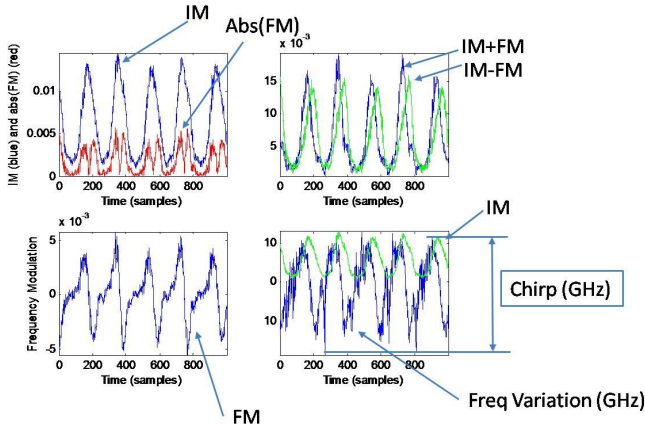 IM
Abs(FM)
IM (blue) and abs(FM) (red)
0.01
0.005
0
0 200 400 600 800
Time (samples)
x 10⁻³
15
10
5
0 200 400 600 800
Time (samples)
IM+FM
IM-FM
x 10⁻³
Frequency Modulation
5
0
-5
0 200 400 600 800
Time (samples)
FM
10
0
10
0 200 400 600 800
Time (samples)
IM
Chirp (GHz)
Freq Variation (GHz)